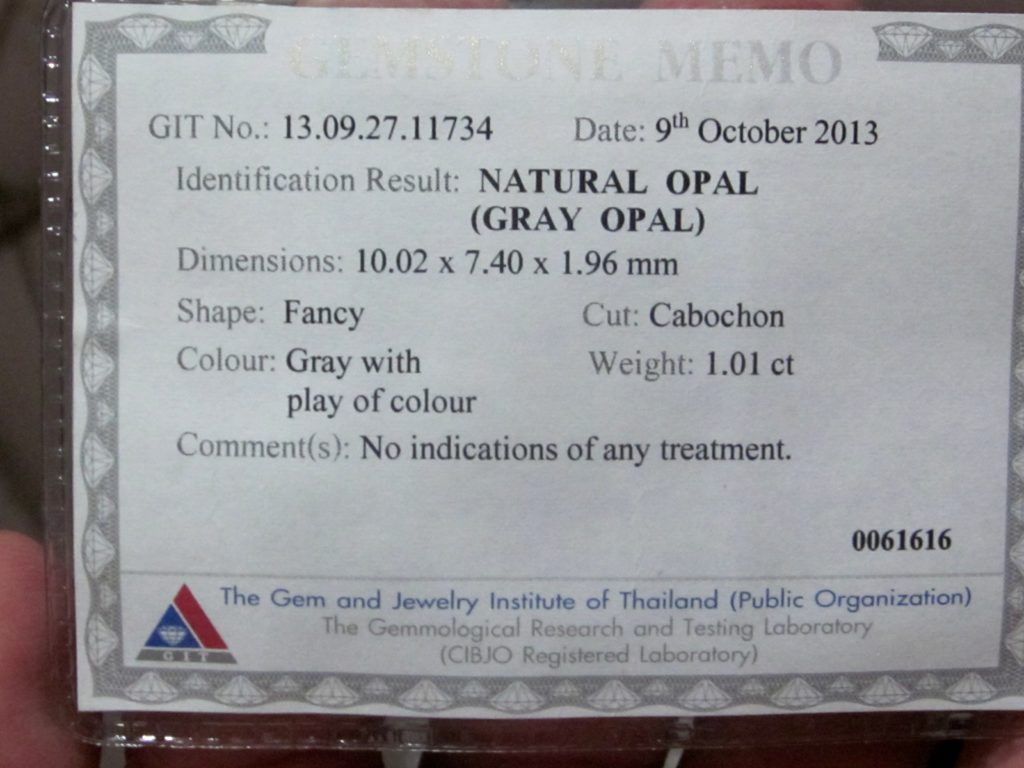 GEMSTONE MEMO
GIT No.: 13.09.27.11734 Date: 9th October 2013
Identification Result: NATURAL OPAL
(GRAY OPAL)
Dimensions: 10.02 x 7.40 x 1.96 mm
Shape: Fancy Cut: Cabochon
Colour: Gray with Weight: 1.01 ct
play of colour
Comment(s): No indications of any treatment.
0061616
The Gem and Jewelry Institute of Thailand (Public Organization)
The Gemmological Research and Testing Laboratory
GIT (CIBJO Registered Laboratory)